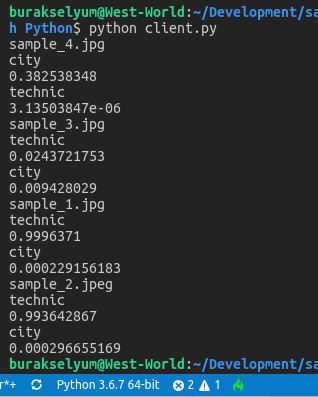 burakselyum@West-World:~/Development/sa
h Python$ python client.py
sample_4.jpg
city
0.382538348
technic
3.13503847e-06
sample_3.jpg
technic
0.0243721753
city
0.009428029
sample_1.jpg
technic
0.9996371
city
0.000229156183
sample_2.jpeg
technic
0.993642867
city
0.000296655169
burakselyum@West-World:~/Development/sa
r*+ Python 3.6.7 64-bit 2 1